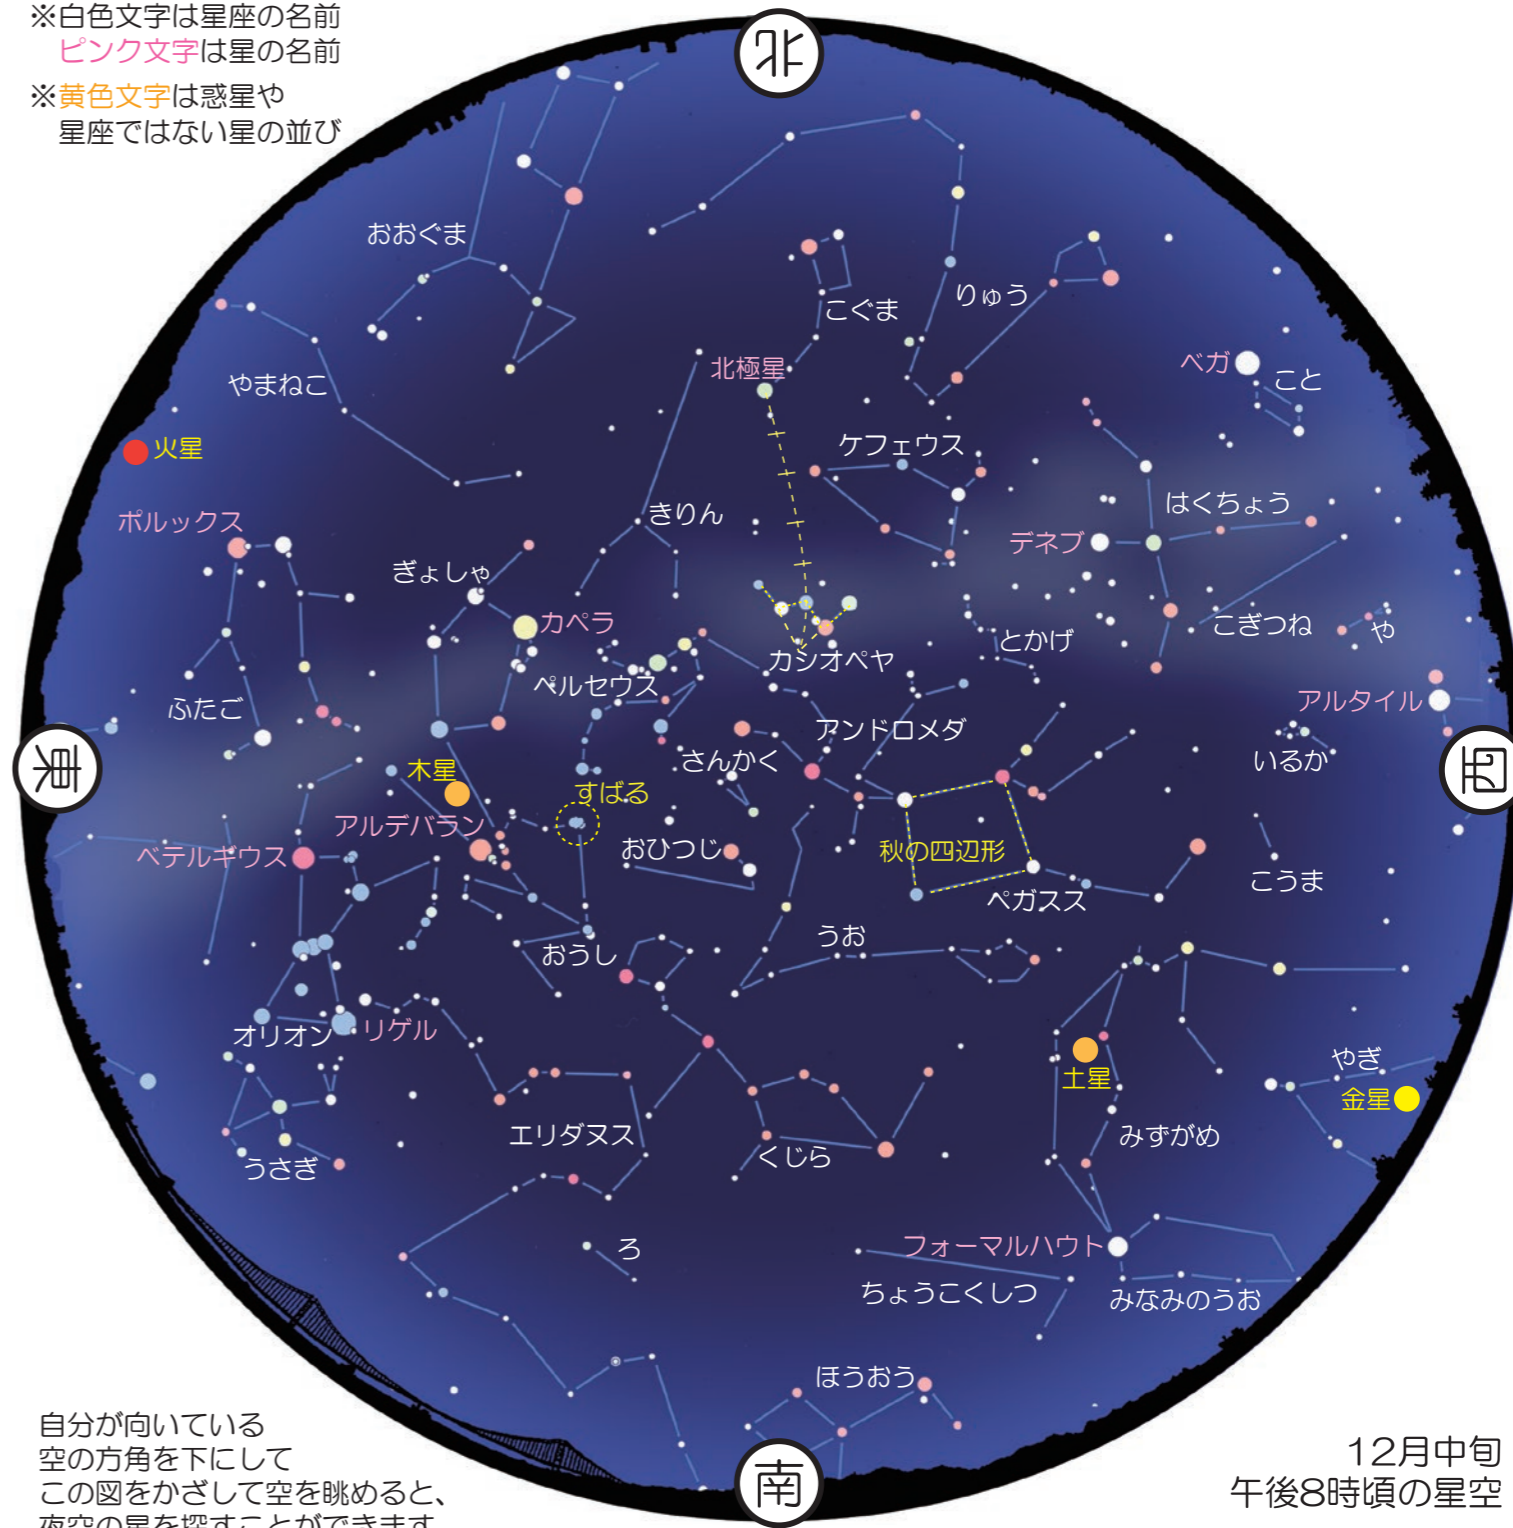 ※白色文字は星座の名前
ピンク文字は星の名前
※黄色文字は惑星や
星座ではない星の並び
北
おおぐま
こぐま
りゅう
北極星
ベガ
こと
やまねこ
火星
ケフェウス
きりん
はくちょう
ポルックス
デネブ
ぎょしゃ
カペラ
こぎつね
や
とかげ
カシオペヤ
ペルセウス
アルタイル
ふたご
アンドロメダ
さんかく
いるか
東
西
木星
すばる
アルデバラン
おひつじ
秋の四辺形
ベテルギウス
こうま
ペガスス
うお
おうし
オリオン
リゲル
やぎ
土星
金星
エリダヌス
くじら
みずがめ
うさぎ
ろ
フォーマルハウト
ちょうこくしつ
みなみのうお
ほうおう
南
自分が向いている
空の方角を下にして
この図をかざして空を眺めると、
夜空の星を探すことができます
12月中旬
午後8時頃の星空